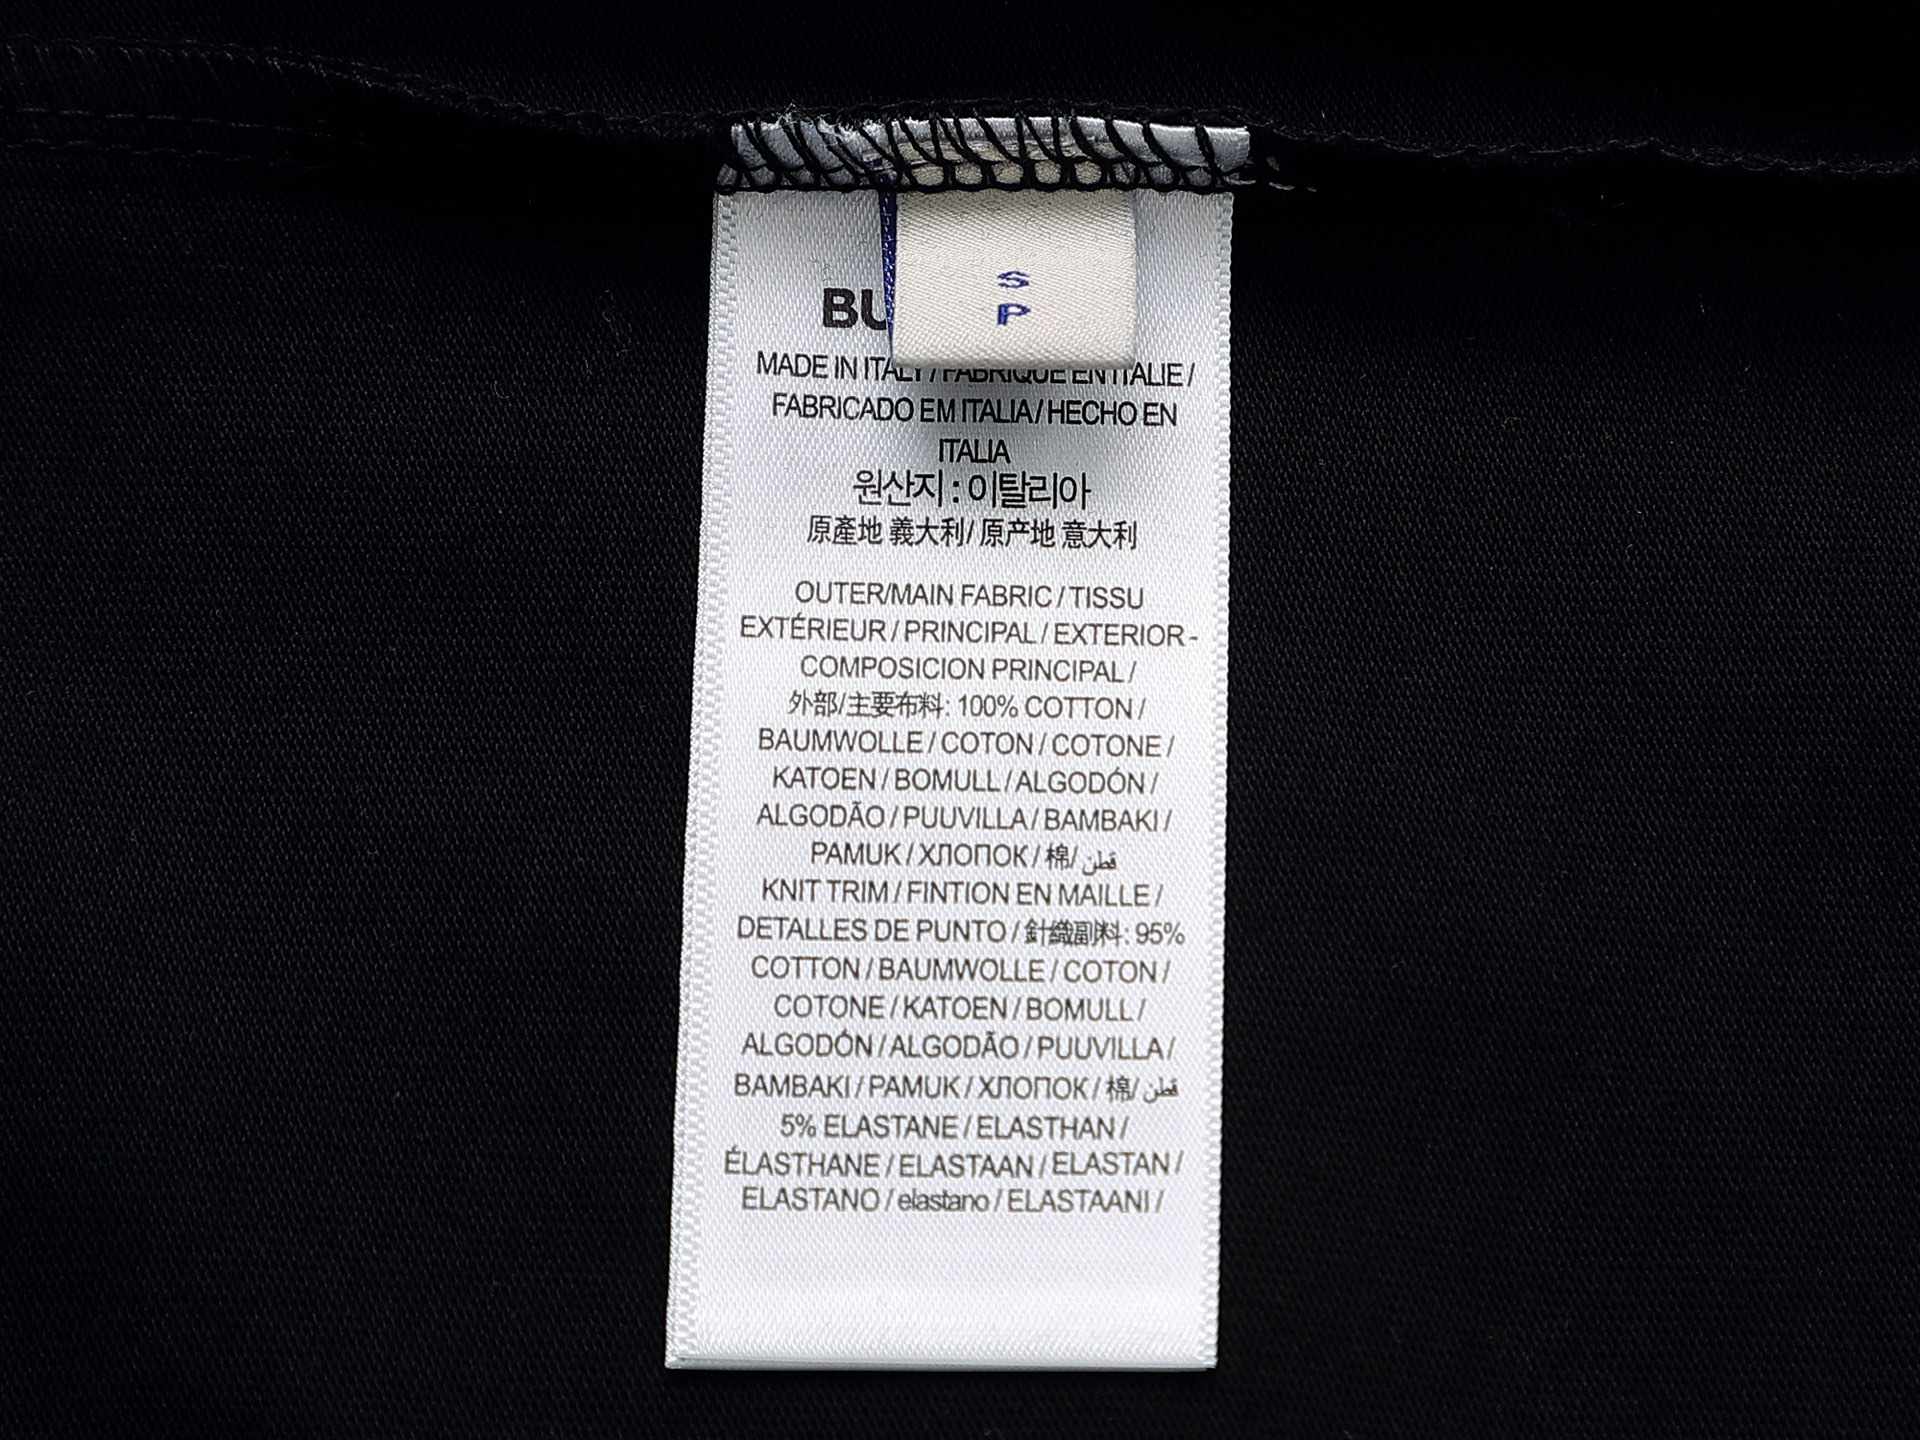 S
P
BU
MADE IN ITALY / FABRIQUE EN ITALIE /
FABRICADO EM ITALIA / HECHO EN
ITALIA
원산지 : 이탈리아
原產地 義大利/ 原产地 意大利
OUTER/MAIN FABRIC / TISSU
EXTÉRIEUR / PRINCIPAL / EXTERIOR -
COMPOSICION PRINCIPAL /
外部/主要布料: 100% COTTON /
BAUMWOLLE / COTON / COTONE /
KATOEN / BOMULL / ALGODÓN /
ALGODÃO / PUUVILLA / BAMBAKI /
PAMUK / ХЛОПОК / 棉/ قطن
KNIT TRIM / FINTION EN MAILLE /
DETALLES DE PUNTO / 針織副料: 95%
COTTON / BAUMWOLLE / COTON /
COTONE / KATOEN / BOMULL /
ALGODÓN / ALGODÃO / PUUVILLA /
BAMBAKI / PAMUK / ХЛОПОК / 棉/ قطن
5% ELASTANE / ELASTHAN /
ÉLASTHANE / ELASTAAN / ELASTAN /
ELASTANO / elastano / ELASTAANI /